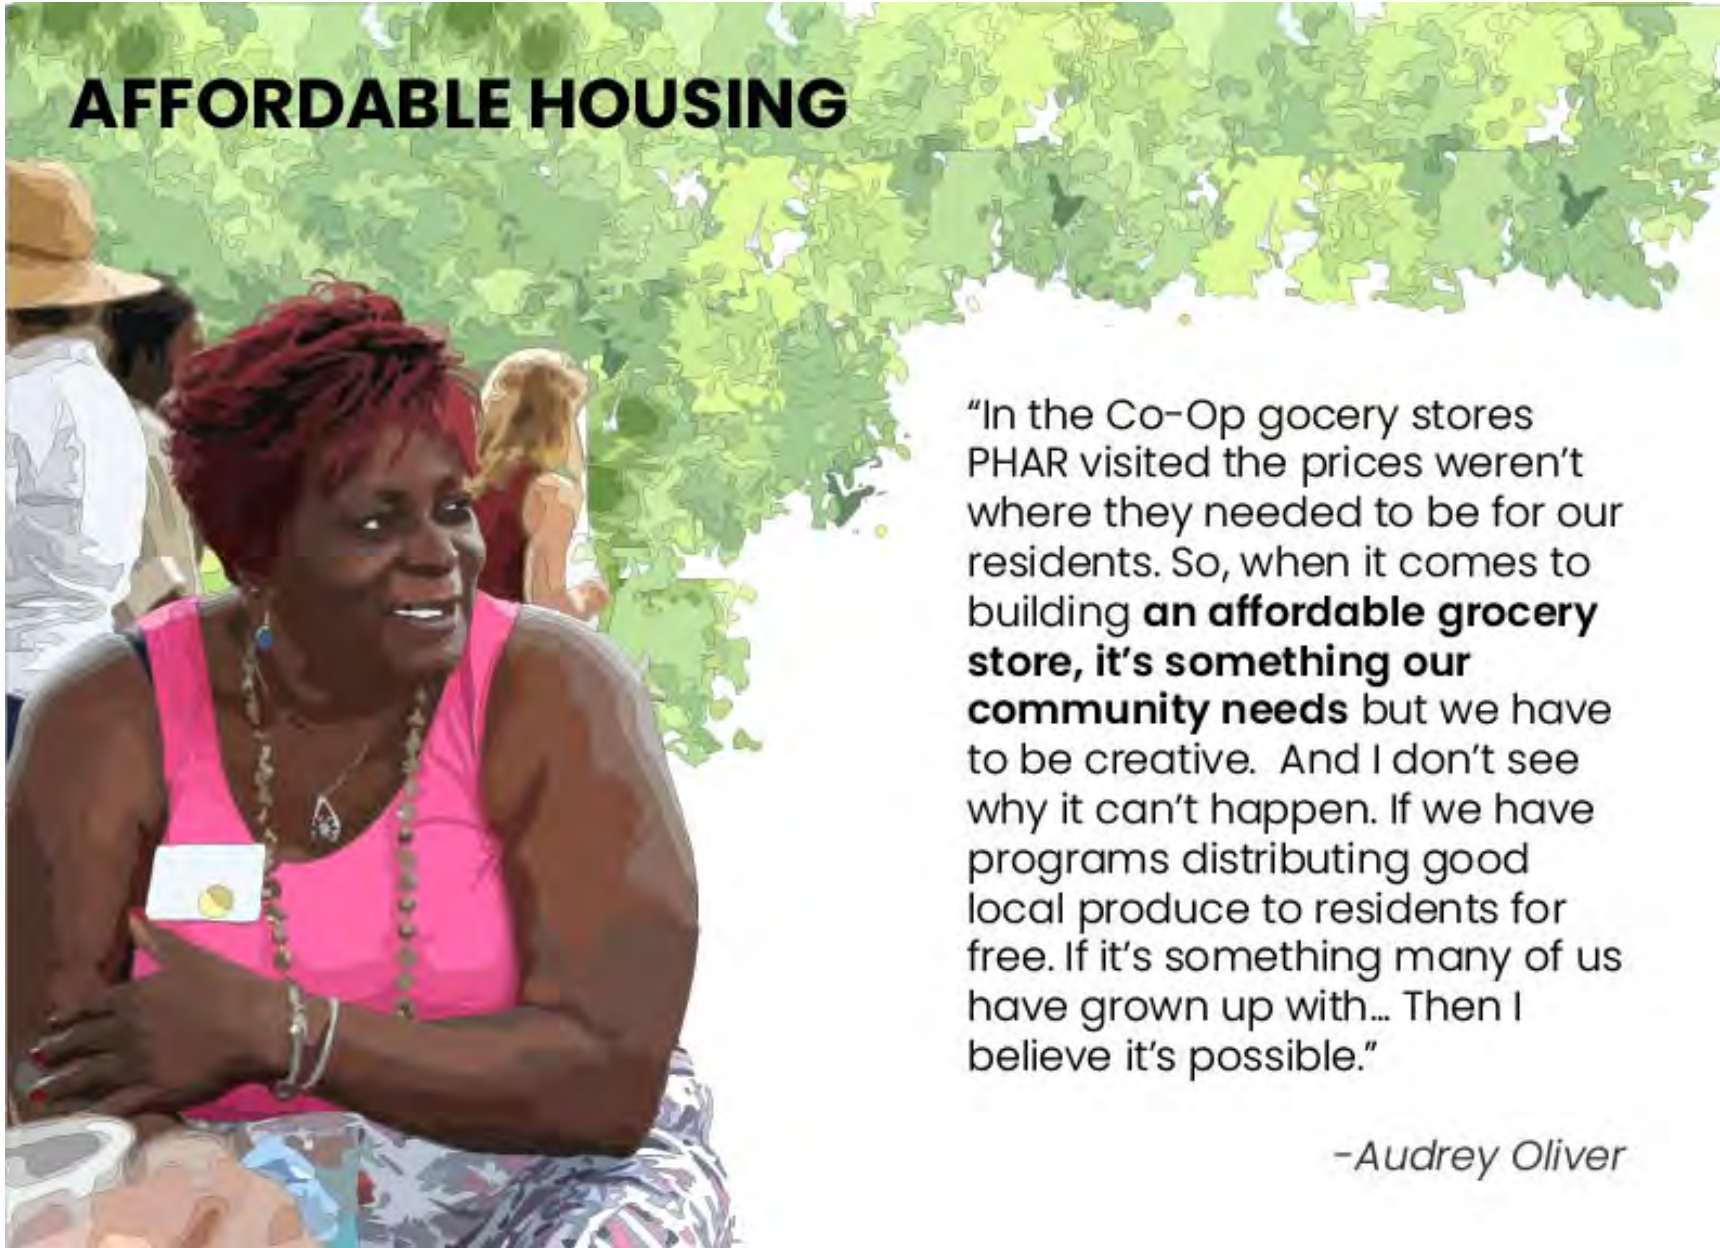 AFFORDABLE HOUSING
“In the Co-Op gocery stores
PHAR visited the prices weren’t
where they needed to be for our
residents. So, when it comes to
building an affordable grocery
store, it’s something our
community needs but we have
to be creative.  And I don’t see
why it can’t happen. If we have
programs distributing good
local produce to residents for
free. If it’s something many of us
have grown up with... Then I
believe it’s possible.”
-Audrey Oliver